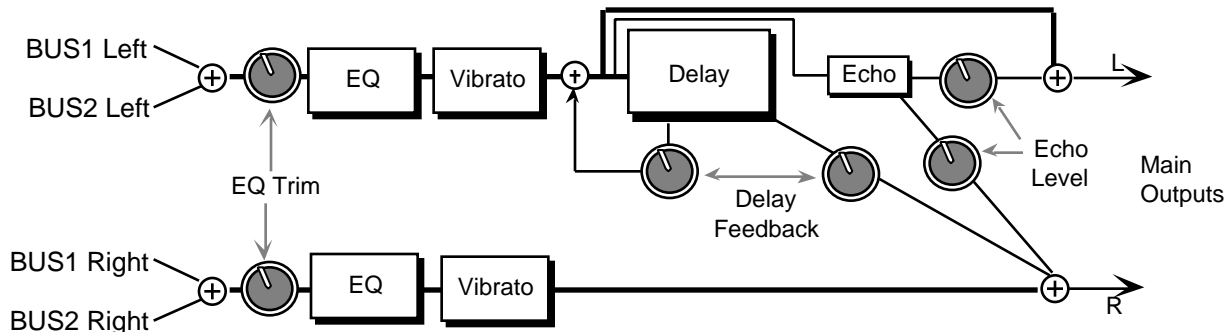 BUS1 Left
BUS2 Left
EQ
Vibrato
Delay
Echo
L
EQ Trim
Delay
Feedback
Echo
Level
Main
Outputs
BUS1 Right
BUS2 Right
EQ
Vibrato
R